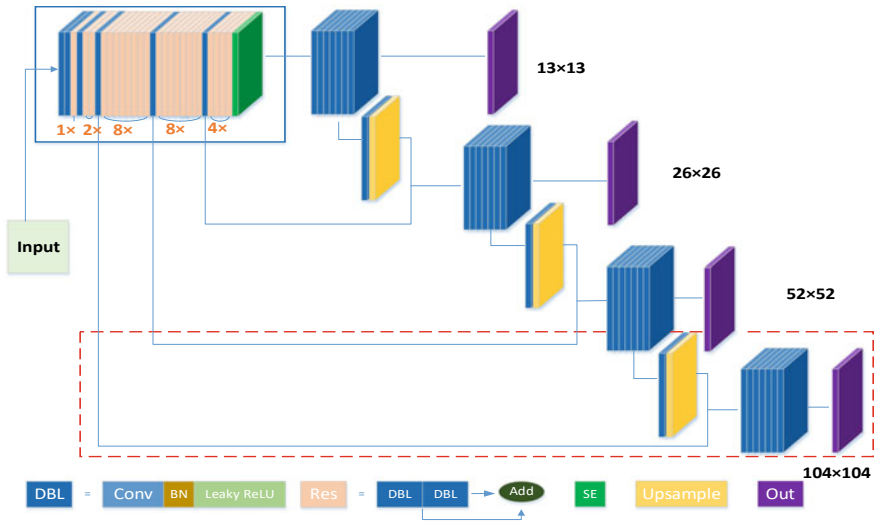 1× 2× 8× 8× 4×
13×13
26×26
Input
52×52
104×104
DBL = Conv BN Leaky ReLU Res = DBL DBL Add SE Upsample Out